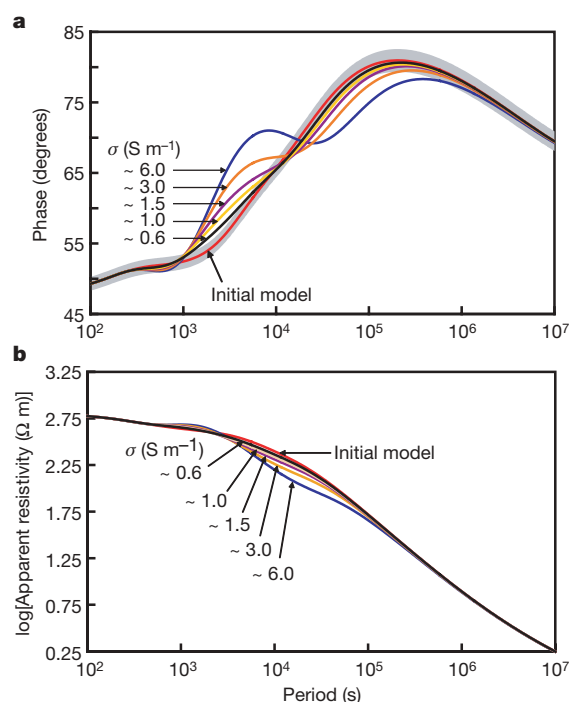 a
85
75
65
55
45
Phase (degrees)
σ (S m⁻¹)
~ 6.0
~ 3.0
~ 1.5
~ 1.0
~ 0.6
Initial model
10² 10³ 10⁴ 10⁵ 10⁶ 10⁷
b
3.25
2.75
2.25
1.75
1.25
0.75
0.25
log[Apparent resistivity (Ω m)]
σ (S m⁻¹)
~ 0.6
~ 1.0
~ 1.5
~ 3.0
~ 6.0
Initial model
10² 10³ 10⁴ 10⁵ 10⁶ 10⁷
Period (s)